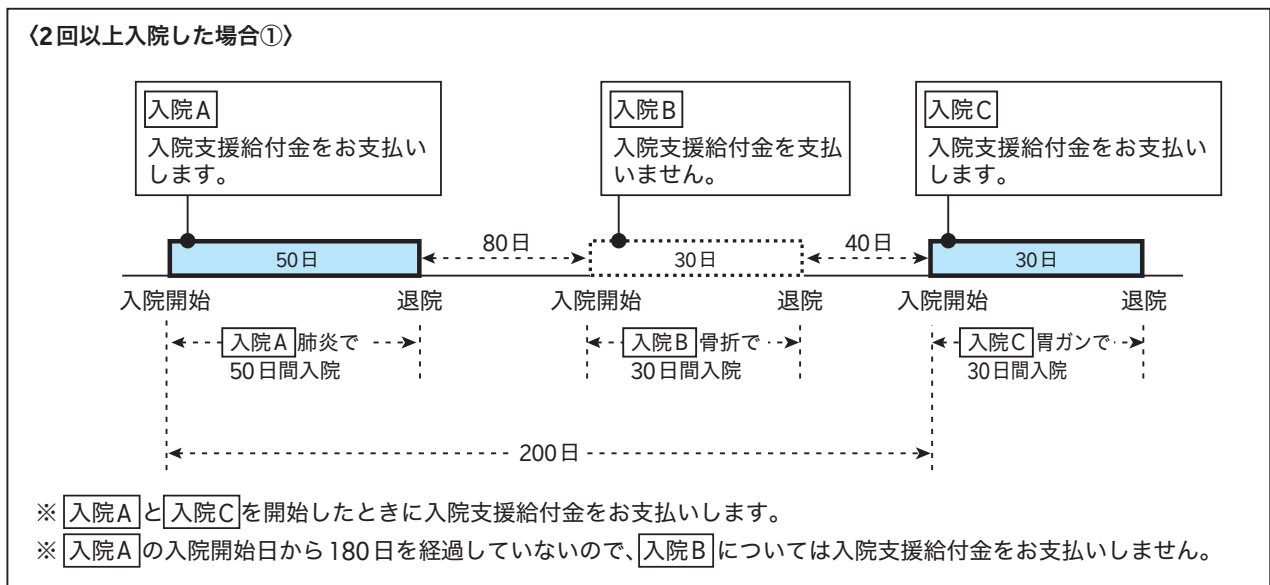 〈2回以上入院した場合①〉
入院A
入院支援給付金をお支払い
します。
入院B
入院支援給付金を支払
いません。
入院C
入院支援給付金をお支払い
します。
50日
80日
30日
40日
30日
入院開始
退院
入院開始
退院
入院開始
退院
入院A 肺炎で
50日間入院
入院B 骨折で
30日間入院
入院C 胃ガンで
30日間入院
200日
※ 入院A と 入院C を開始したときに入院支援給付金をお支払いします。
※ 入院A の入院開始日から180日を経過していないので、入院B については入院支援給付金をお支払いしません。